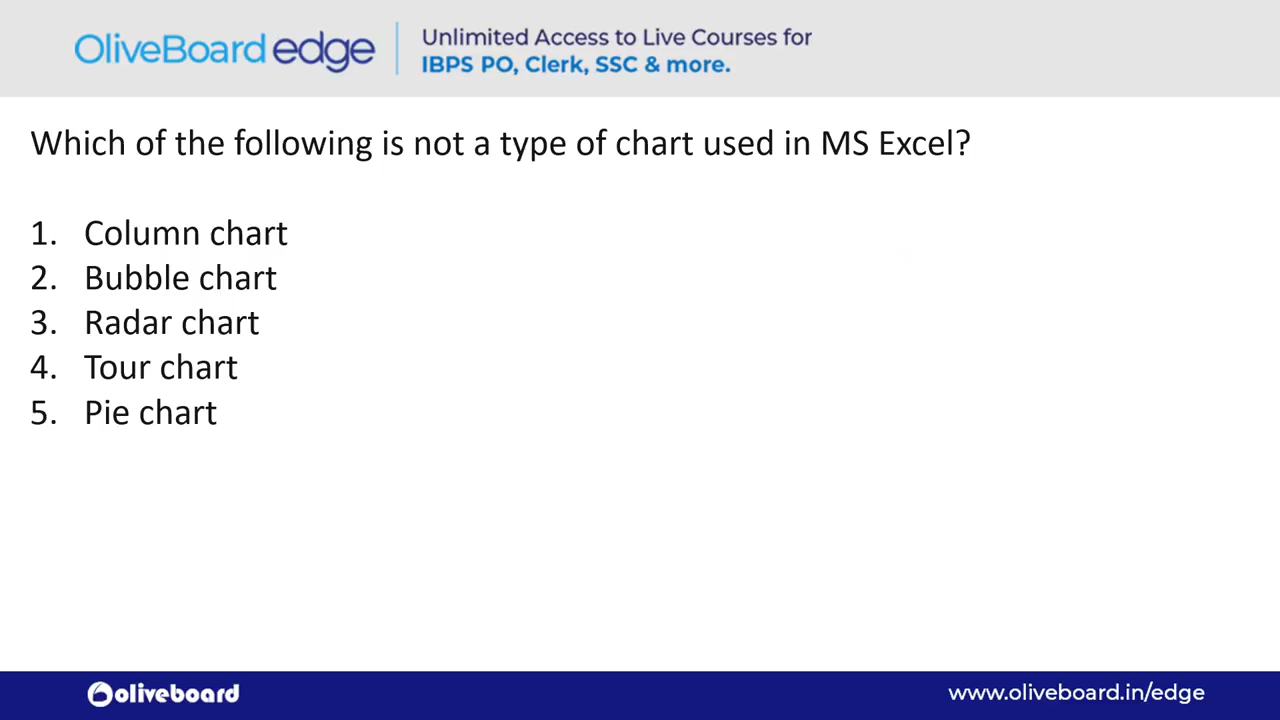 OliveBoard edge
Unlimited Access to Live Courses for
IBPS PO, Clerk, SSC & more.
Which of the following is not a type of chart used in MS Excel?
1. Column chart
2. Bubble chart
3. Radar chart
4. Tour chart
5. Pie chart
oliveboard
www.oliveboard.in/edge